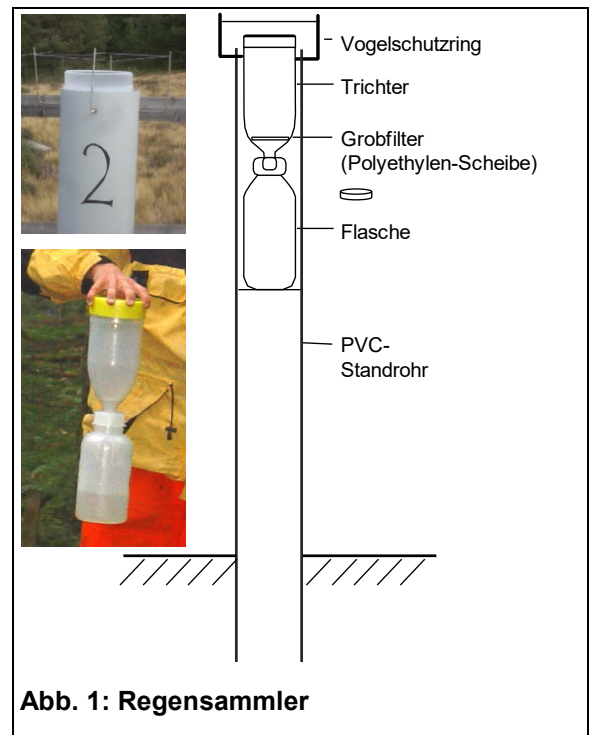 2
Vogelschutzring
Trichter
Grobfilter
(Polyethylen-Scheibe)
Flasche
PVC-
Standrohr
Abb. 1: Regensammler